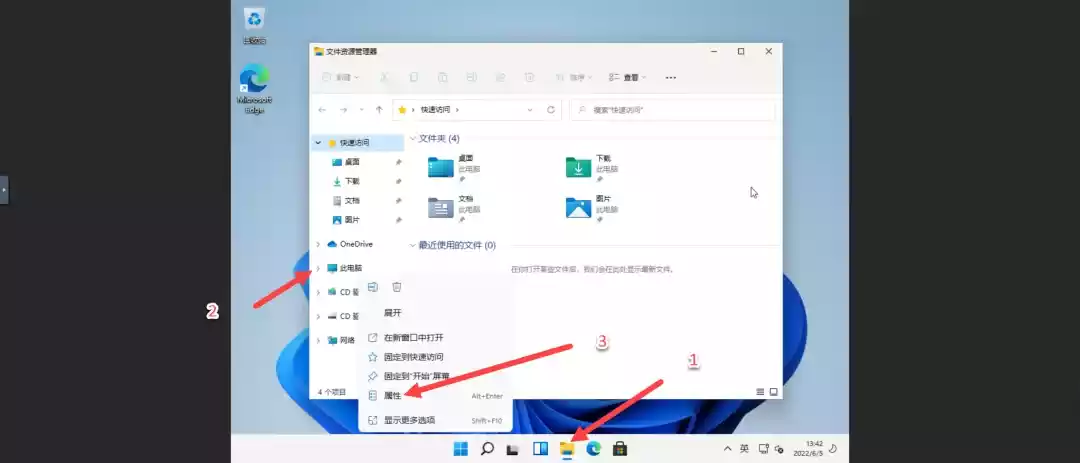 Microsoft
Edge
文件资源管理器
新建
排序
查看
快速访问
搜索"快速访问"
快速访问
桌面
下载
文档
图片
OneDrive
此电脑
CD
CD
网络
文件夹 (4)
桌面
此电脑
下载
此电脑
文档
此电脑
图片
此电脑
最近使用的文件 (0)
在你打开某些文件后，我们会在此处显示最新文件。
展开
在新窗口中打开
固定到快速访问
固定到"开始"屏幕
属性
Alt+Enter
显示更多选项
Shift+F10
4 个项目
2
3
1
英
13:42
2022/6/5